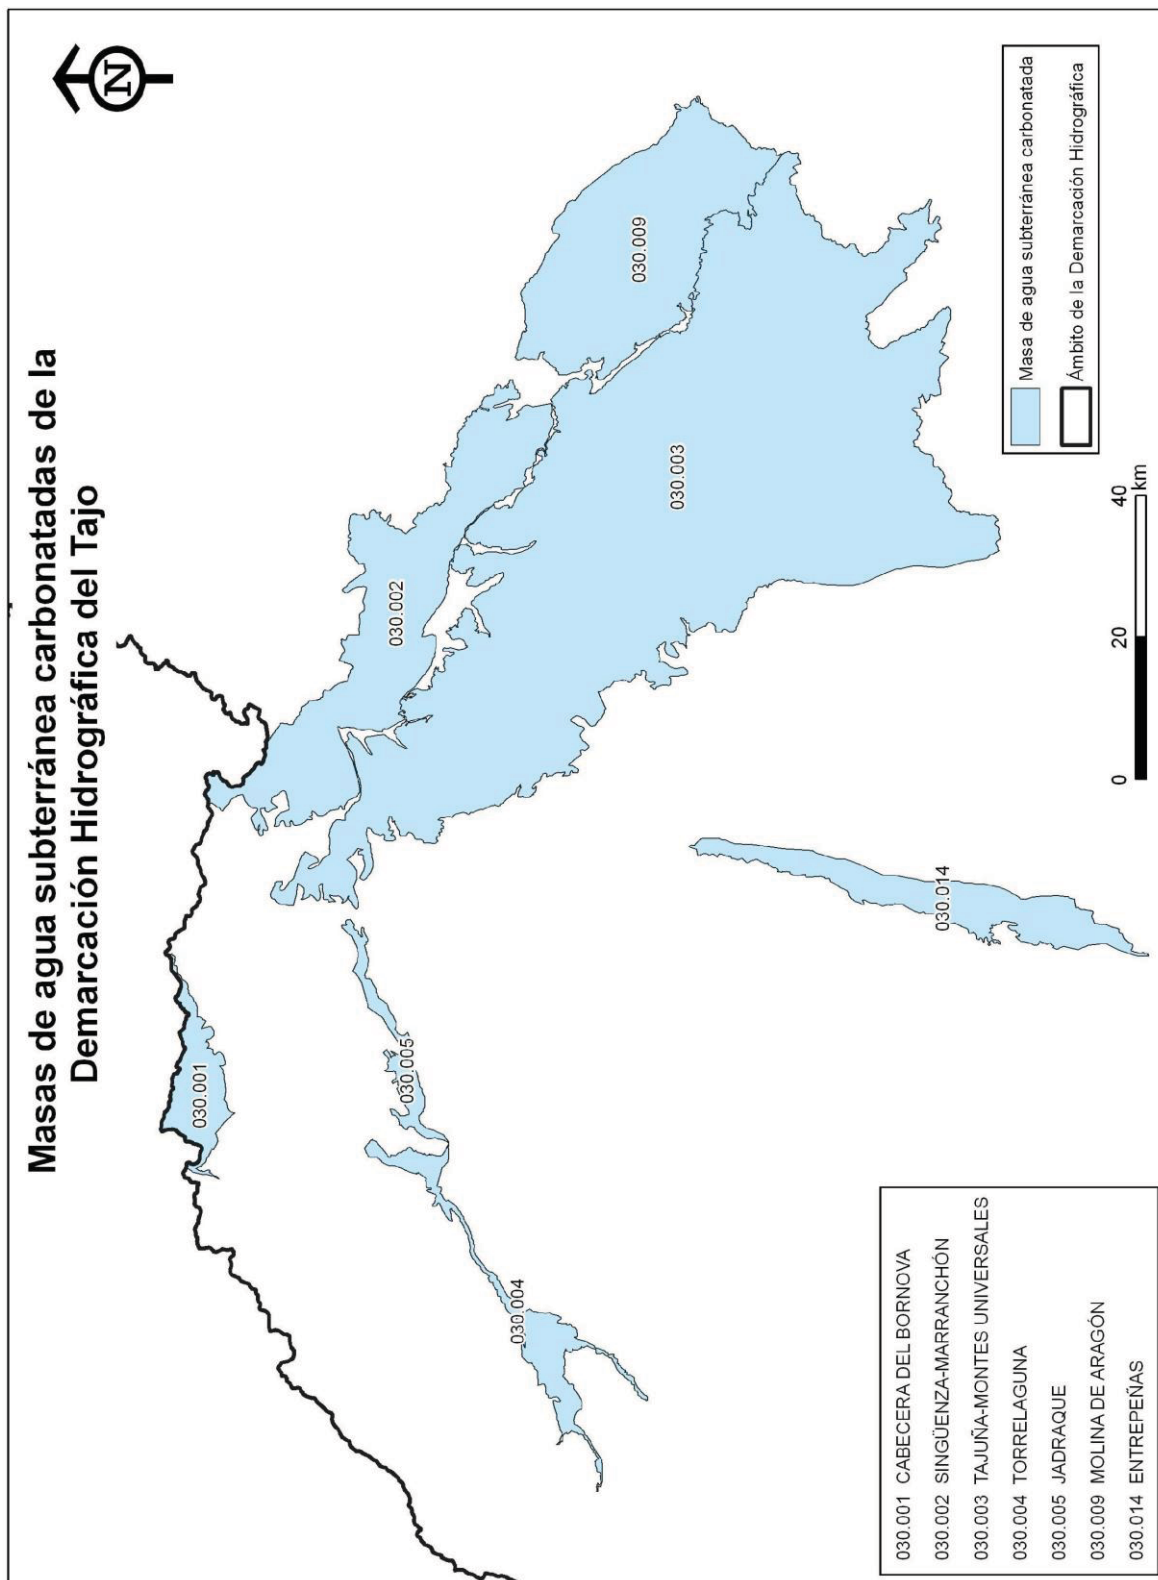 Masas de agua subterránea carbonatadas de la
Demarcación Hidrográfica del Tajo
N
030.001
030.002
030.009
030.005
030.003
030.004
030.014
030.001 CABECERA DEL BORNOVA
030.002 SINGÜENZA-MARRANCHÓN
030.003 TAJUÑA-MONTES UNIVERSALES
030.004 TORRELAGUNA
030.005 JADRAQUE
030.009 MOLINA DE ARAGÓN
030.014 ENTREPEÑAS
0 20 40
km
Masa de agua subterránea carbonatada
Ámbito de la Demarcación Hidrográfica